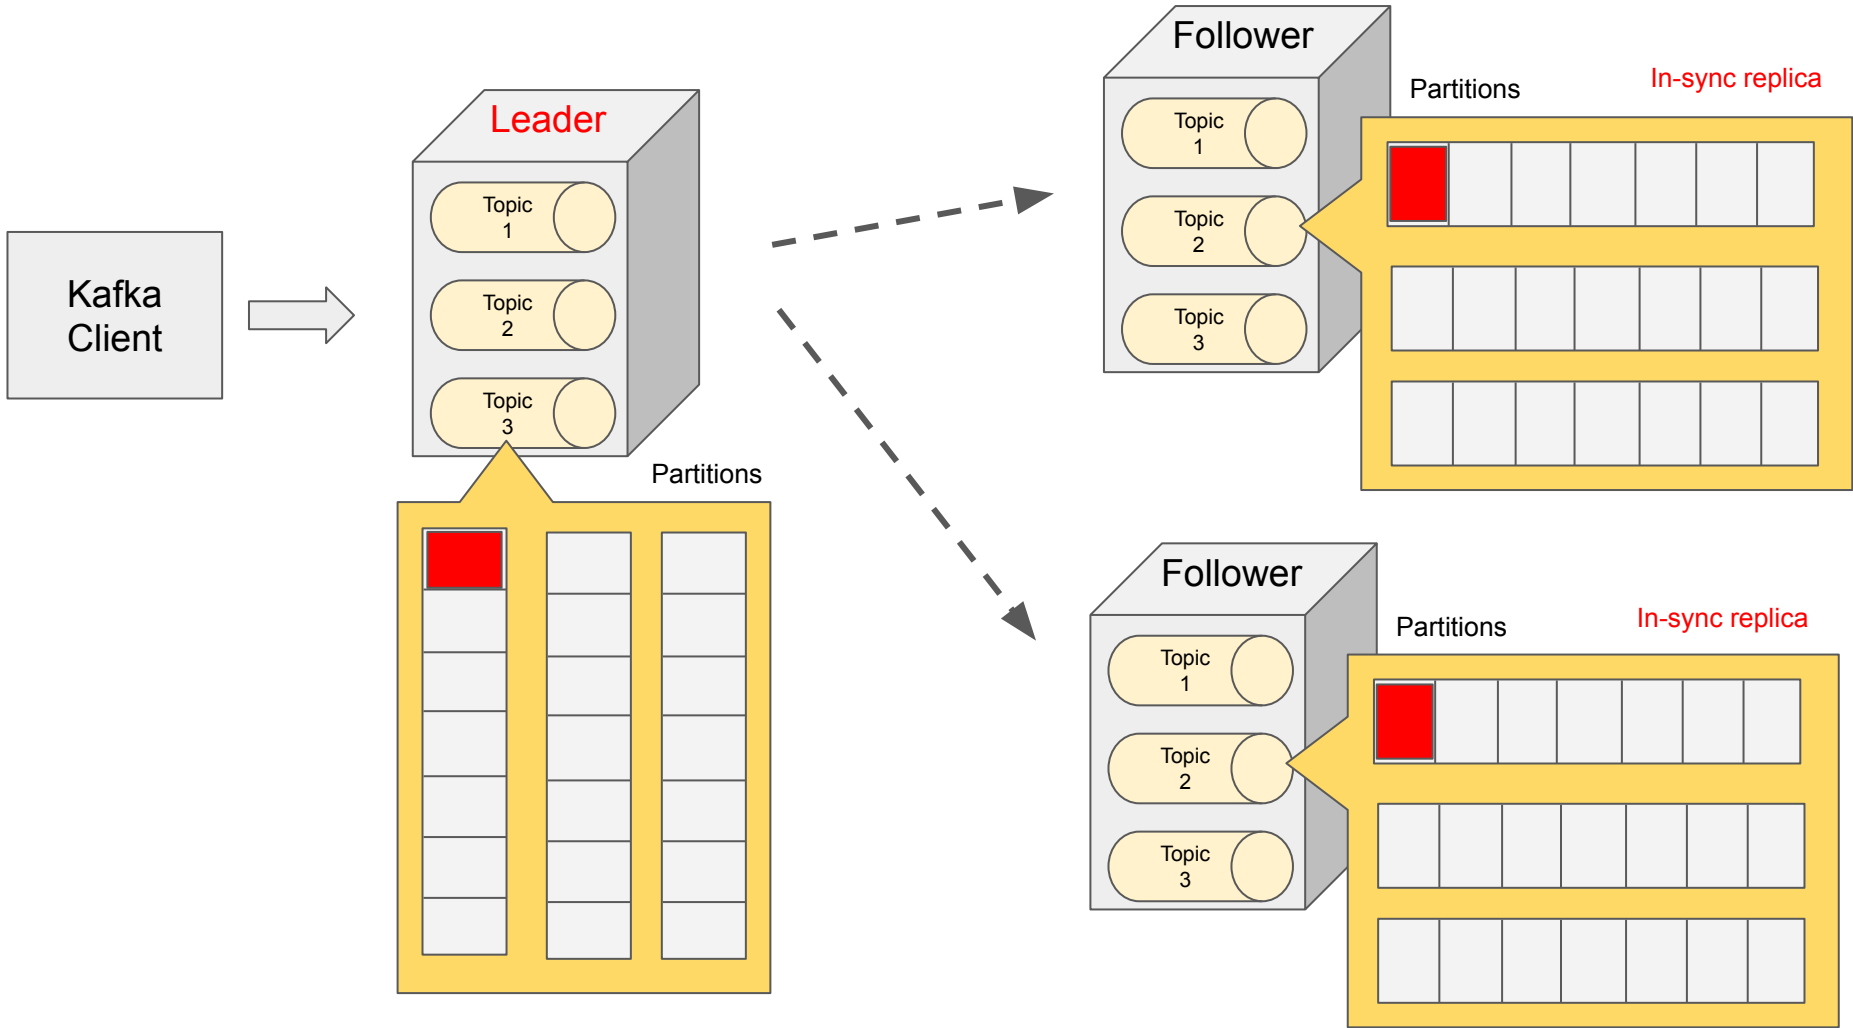 Kafka
Client
Leader
Topic
1
Topic
2
Topic
3
Partitions
Follower
Topic
1
Topic
2
Topic
3
Partitions
In-sync replica
Follower
Topic
1
Topic
2
Topic
3
Partitions
In-sync replica